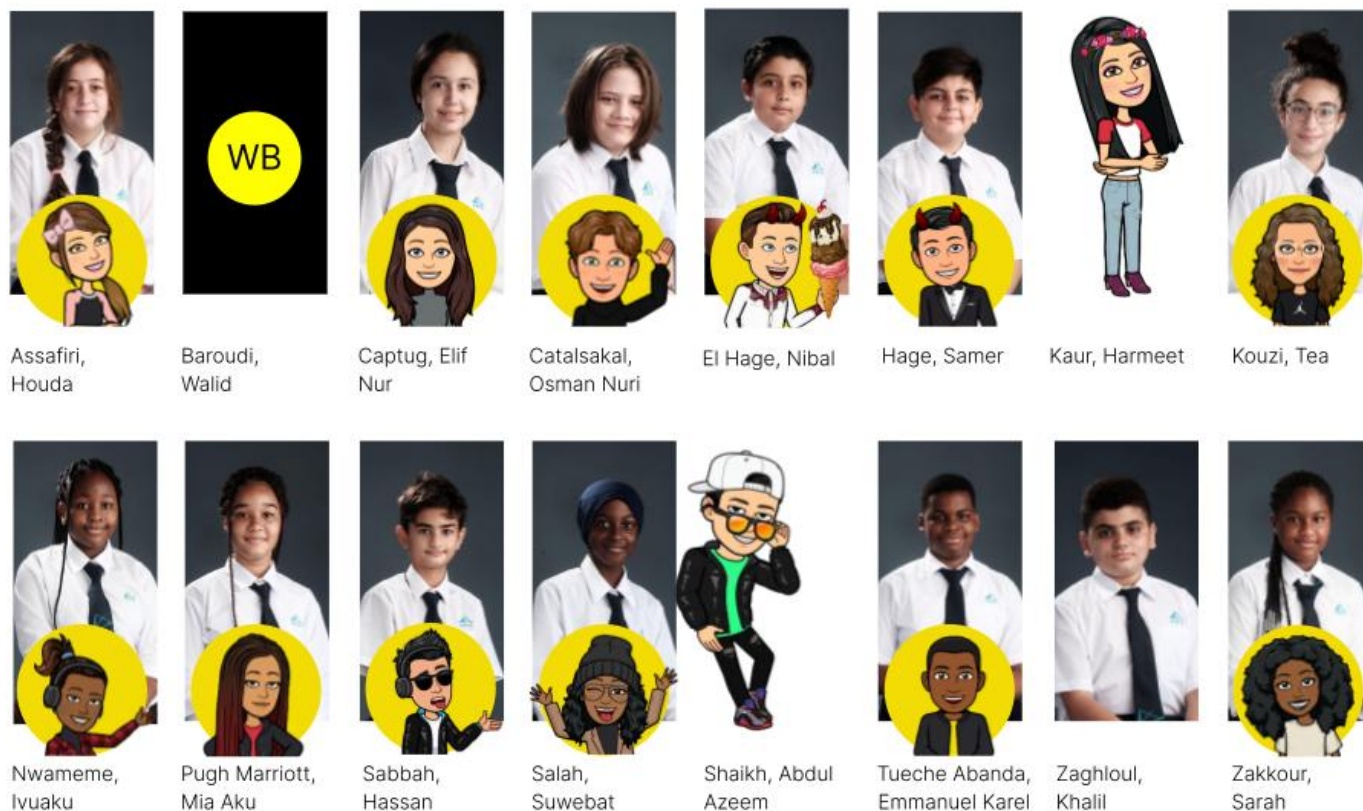 WB
Assafiri,
Houda
Baroudi,
Walid
Captug, Elif
Nur
Catalsakal,
Osman Nuri
El Hage, Nibal
Hage, Samer
Kaur, Harmeet
Kouzi, Tea
Nwameme,
Ivuaku
Pugh Marriott,
Mia Aku
Sabbah,
Hassan
Salah,
Suwebat
Shaikh, Abdul
Azeem
Tueche Abanda,
Emmanuel Karel
Zaghloul,
Khalil
Zakkour,
Sarah